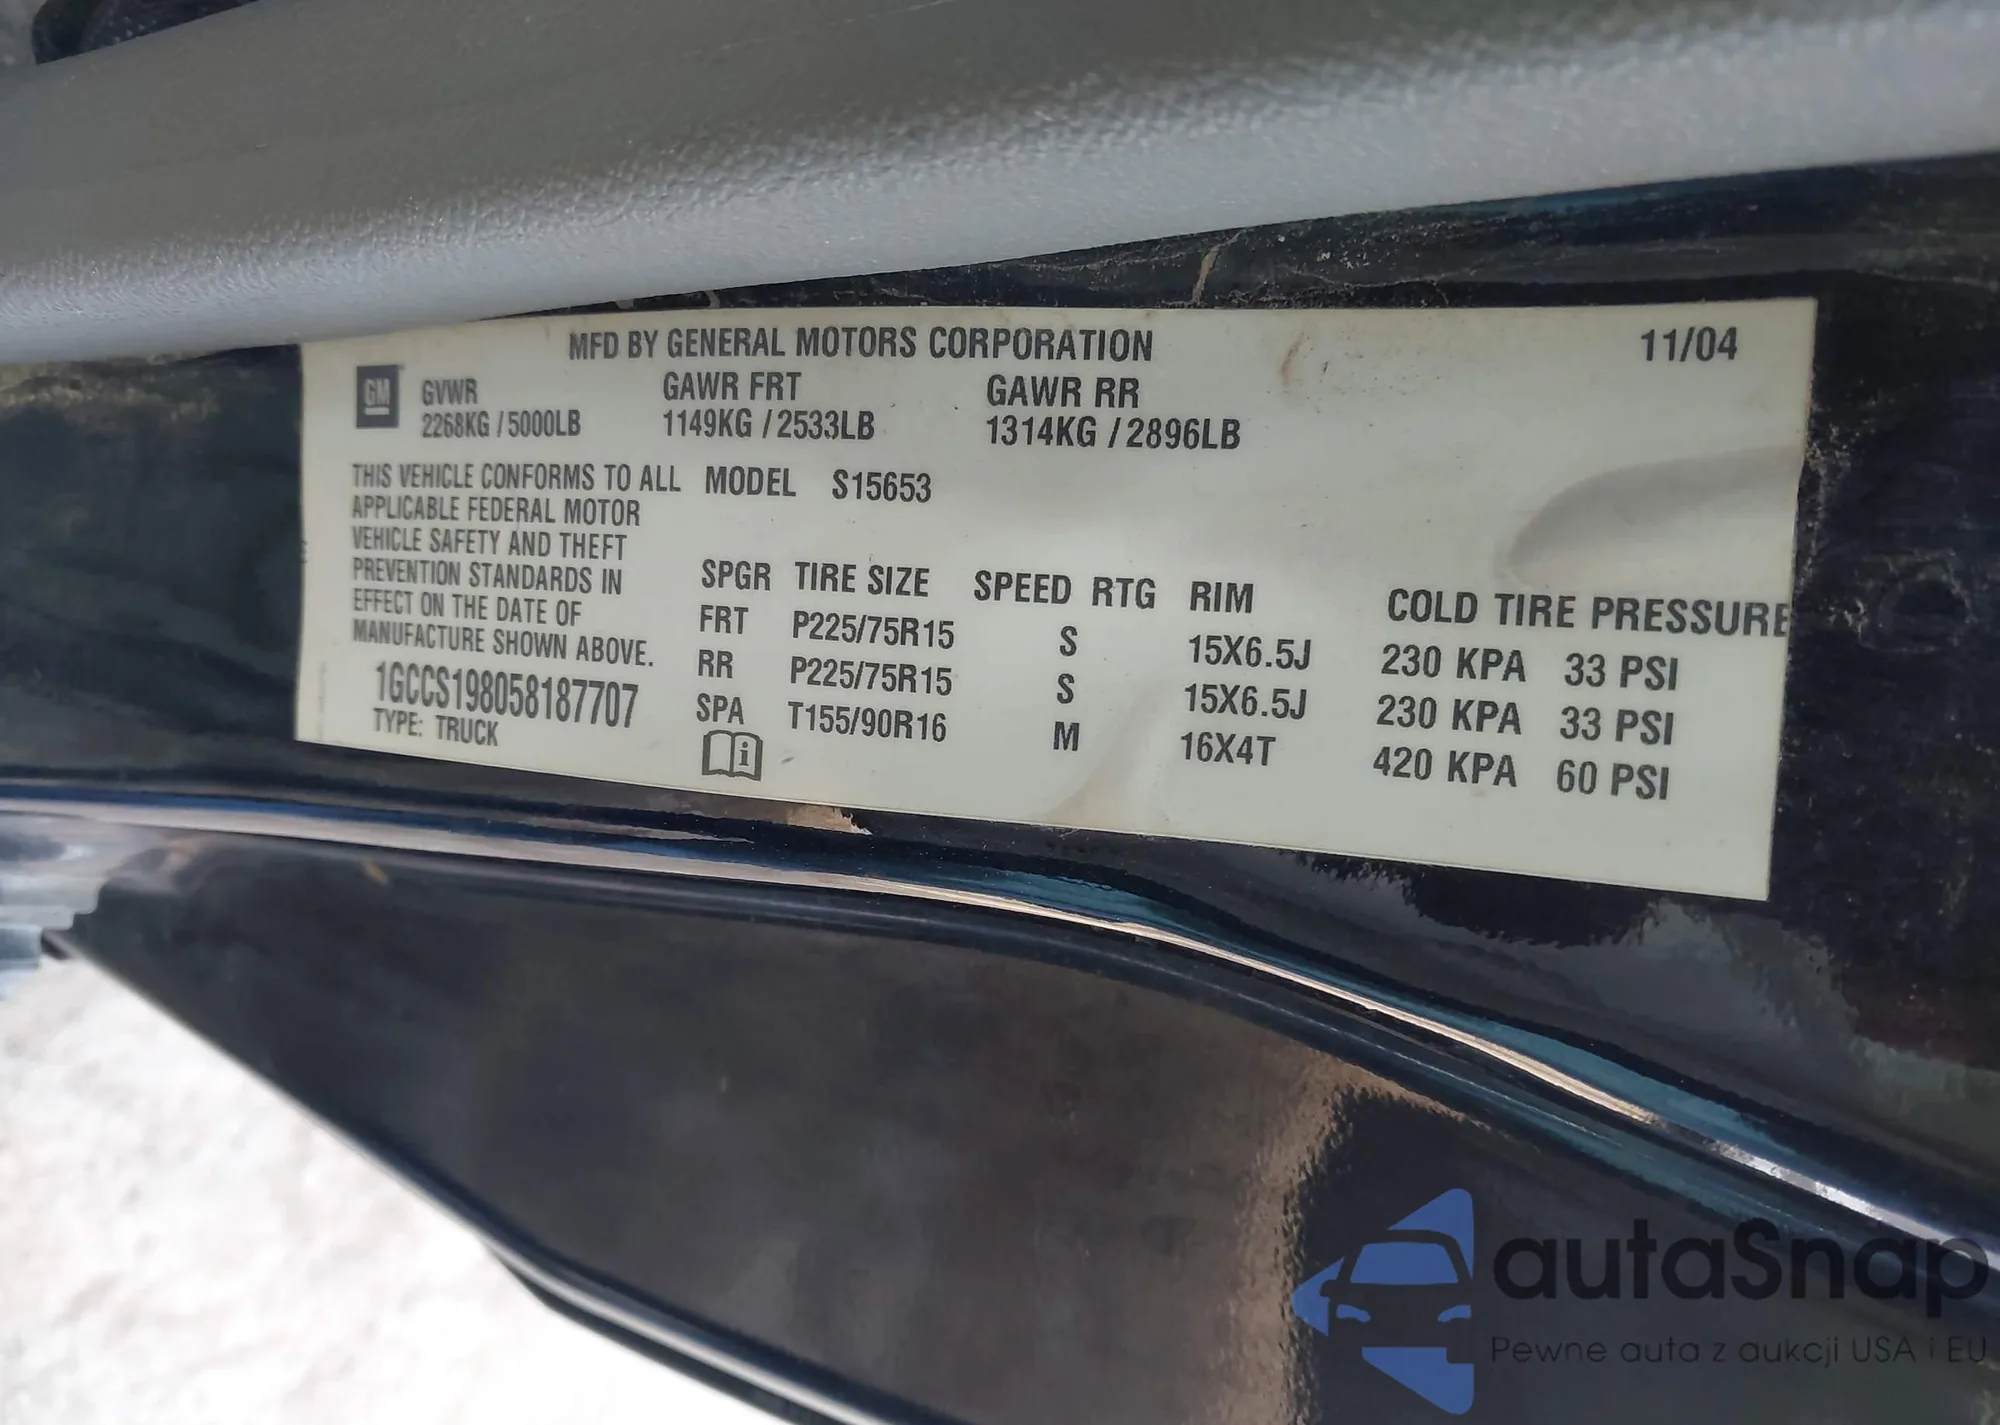 MFD BY GENERAL MOTORS CORPORATION 11/04
GM
GVWR GAWR FRT GAWR RR
2268KG / 5000LB 1149KG / 2533LB 1314KG / 2896LB
THIS VEHICLE CONFORMS TO ALL
APPLICABLE FEDERAL MOTOR
VEHICLE SAFETY AND THEFT
PREVENTION STANDARDS IN
EFFECT ON THE DATE OF
MANUFACTURE SHOWN ABOVE.
1GCCS198058187707
TYPE: TRUCK
MODEL S15653
SPGR TIRE SIZE SPEED RTG RIM COLD TIRE PRESSURE
FRT P225/75R15 S 15X6.5J 230 KPA 33 PSI
RR P225/75R15 S 15X6.5J 230 KPA 33 PSI
SPA T155/90R16 M 16X4T 420 KPA 60 PSI
i
autaSnap
Pewne auta z aukcji USA i EU